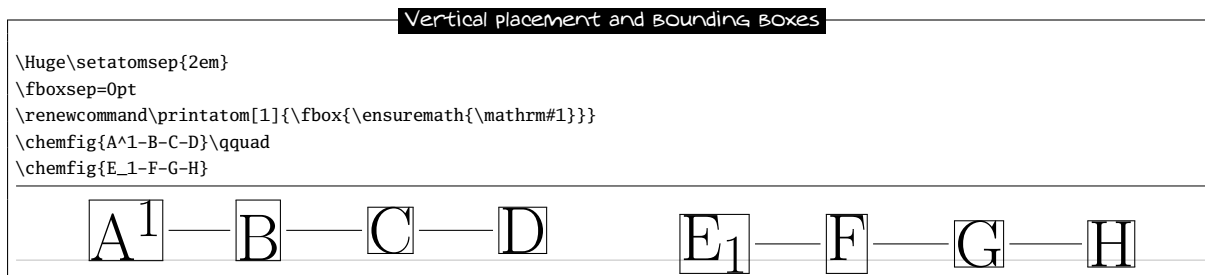 Vertical placement and Bounding Boxes
\Huge\setatomsep{2em}
\fboxsep=0pt
\renewcommand\printatom[1]{\fbox{\ensuremath{\mathrm#1}}}
\chemfig{A^1-B-C-D}\qquad
\chemfig{E_1-F-G-H}
A¹ B C D E₁ F G H